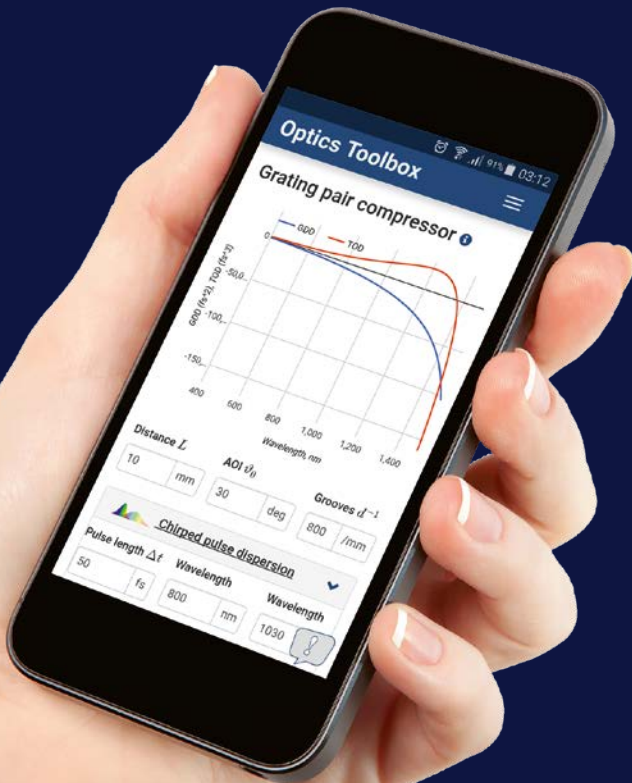 91% 03:12
Optics Toolbox
Grating pair compressor
GDD TOD
GDD (fs^2), TOD (fs^3)
0
-50,0...
-100,...
-150,...
400 600 800 1,000 1,200 1,400
Wavelength, nm
Distance L AOI ϑ₀ Grooves d⁻¹
10 mm 30 deg 800 /mm
Chirped pulse dispersion
Pulse length Δt Wavelength Wavelength
50 fs 800 nm 1030